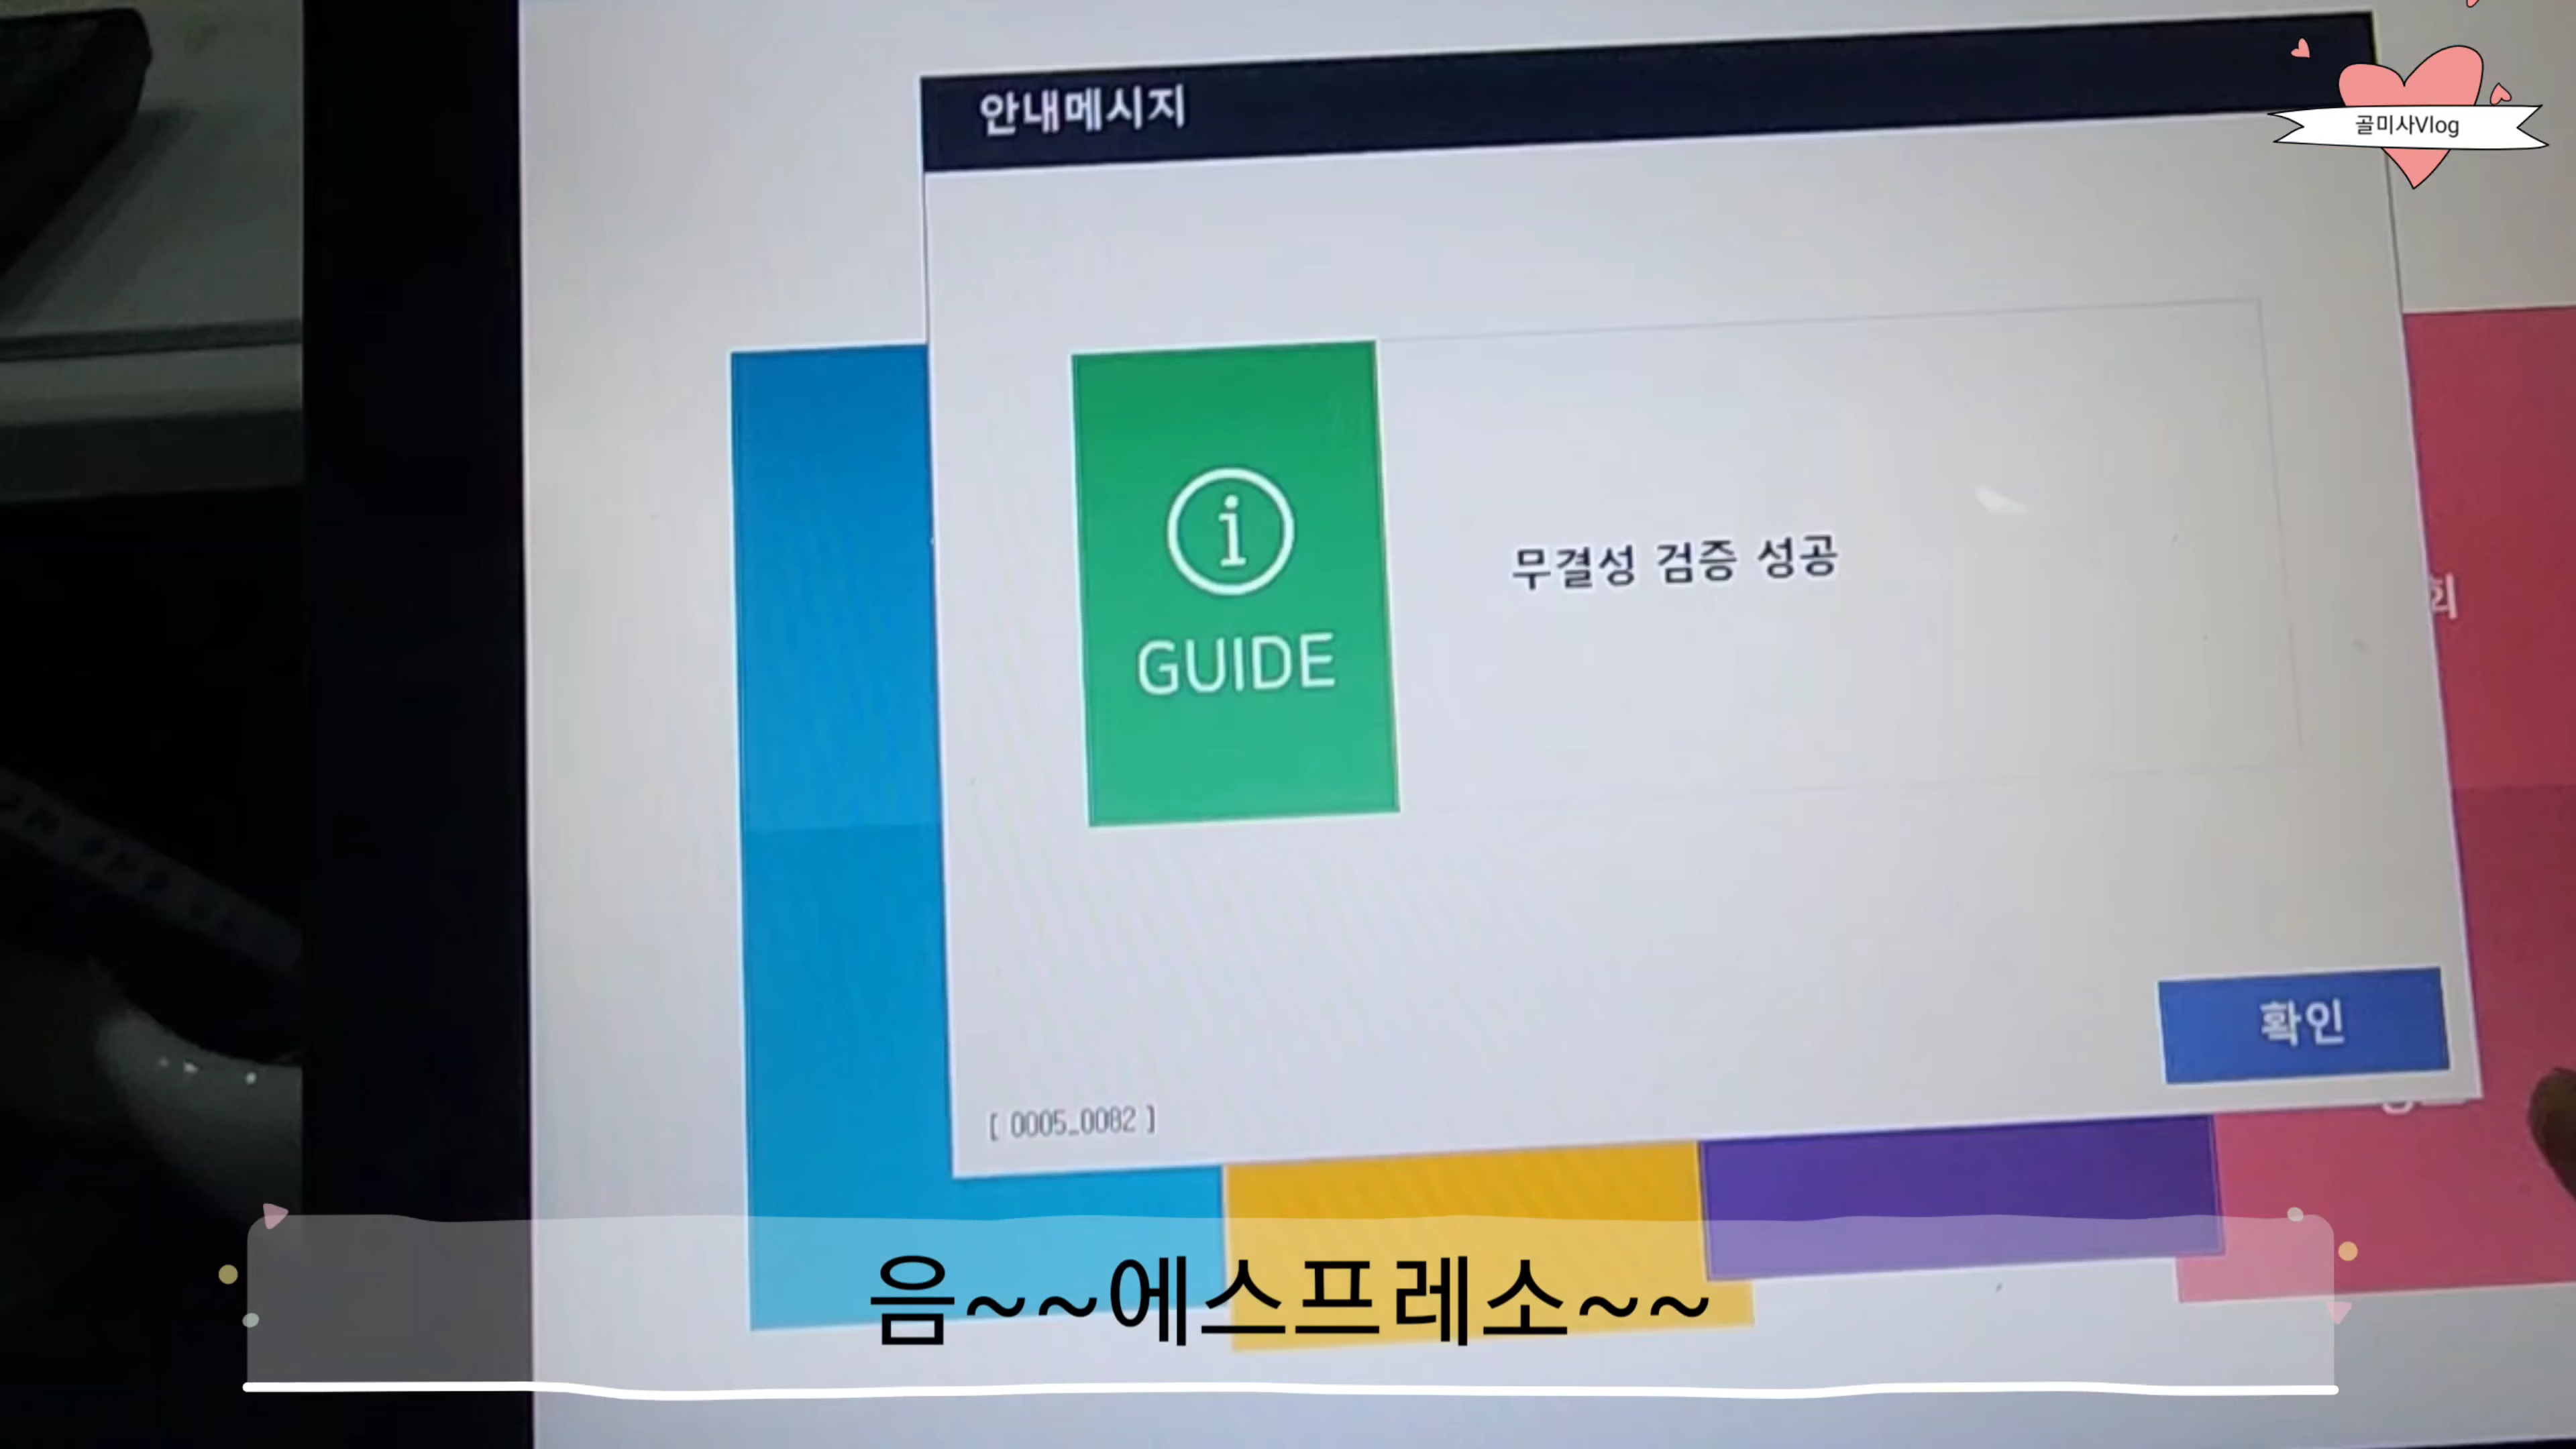 안내메시지
골미사Vlog
i
GUIDE
무결성 검증 성공
회
확인
[ 0005_0082 ]
음~~에스프레소~~